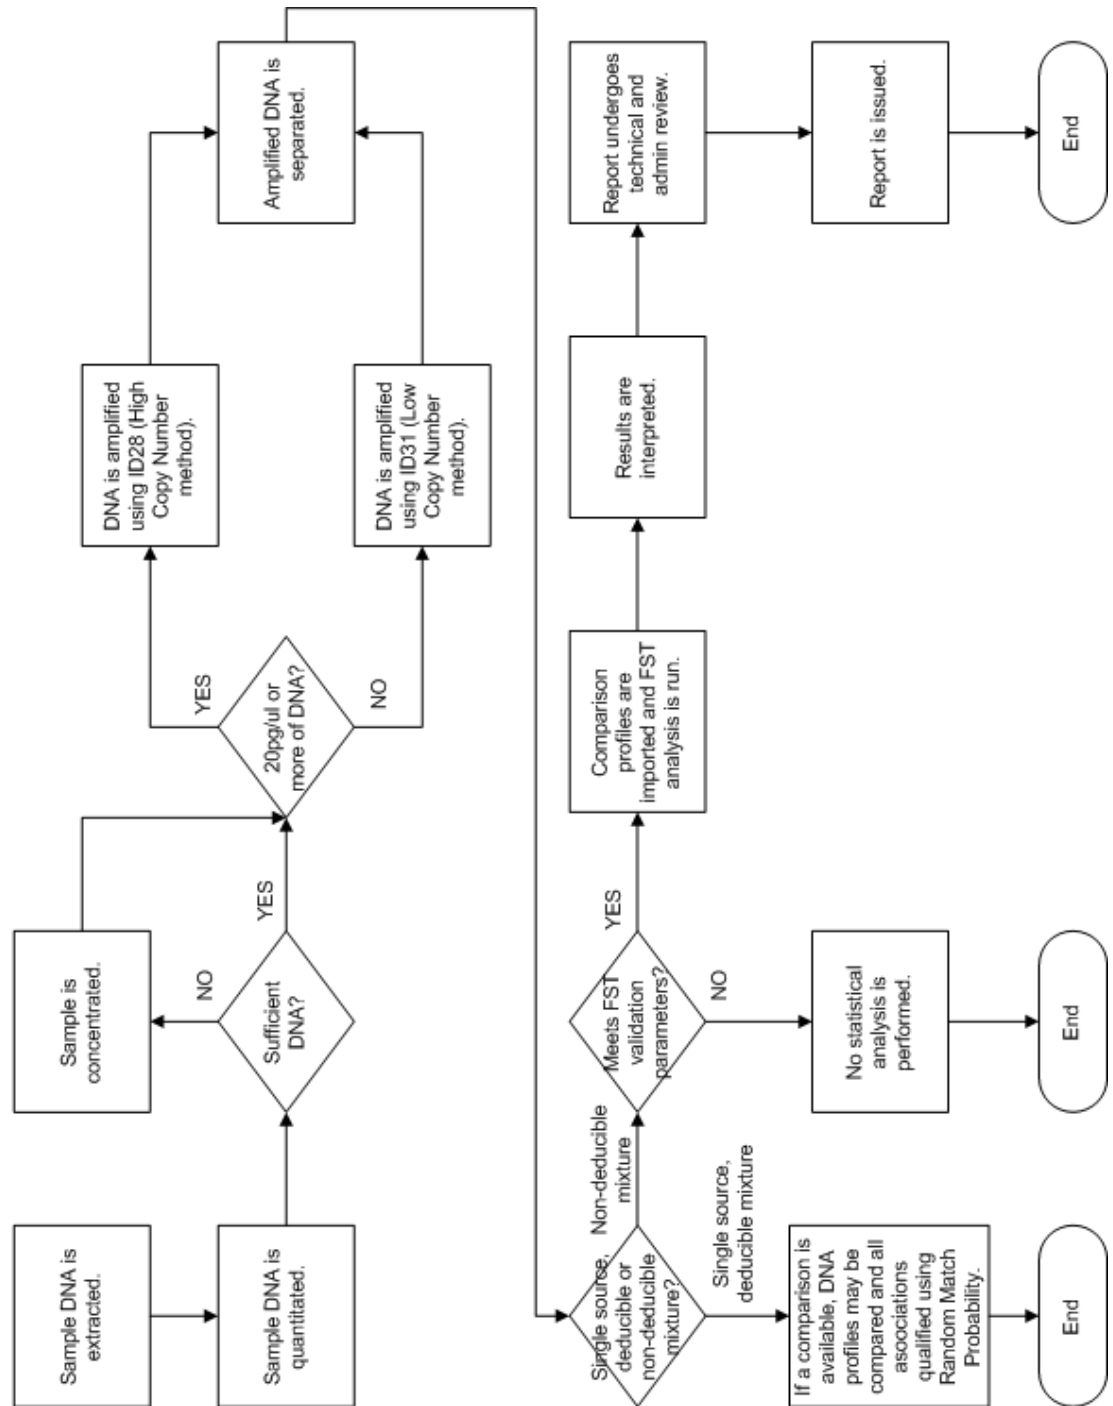 Sample DNA is
extracted.
Sample DNA is
quantitated.
Sufficient
DNA?
NO
YES
Sample is
concentrated.
20pg/ul or
more of DNA?
YES
NO
DNA is amplified
using ID28 (High
Copy Number
method).
DNA is amplified
using ID31 (Low
Copy Number
method).
Amplified DNA is
separated.
Single source,
deducible or
non-deducible
mixture?
Non-deducible
mixture
Single source,
deducible mixture
If a comparison is
available, DNA
profiles may be
compared and all
asociations
qualified using
Random Match
Probability.
End
Meets FST
validation
parameters?
YES
NO
No statistical
analysis is
performed.
End
Comparison
profiles are
imported and FST
analysis is run.
Results are
interpreted.
Report undergoes
technical and
admin review.
Report is issued.
End